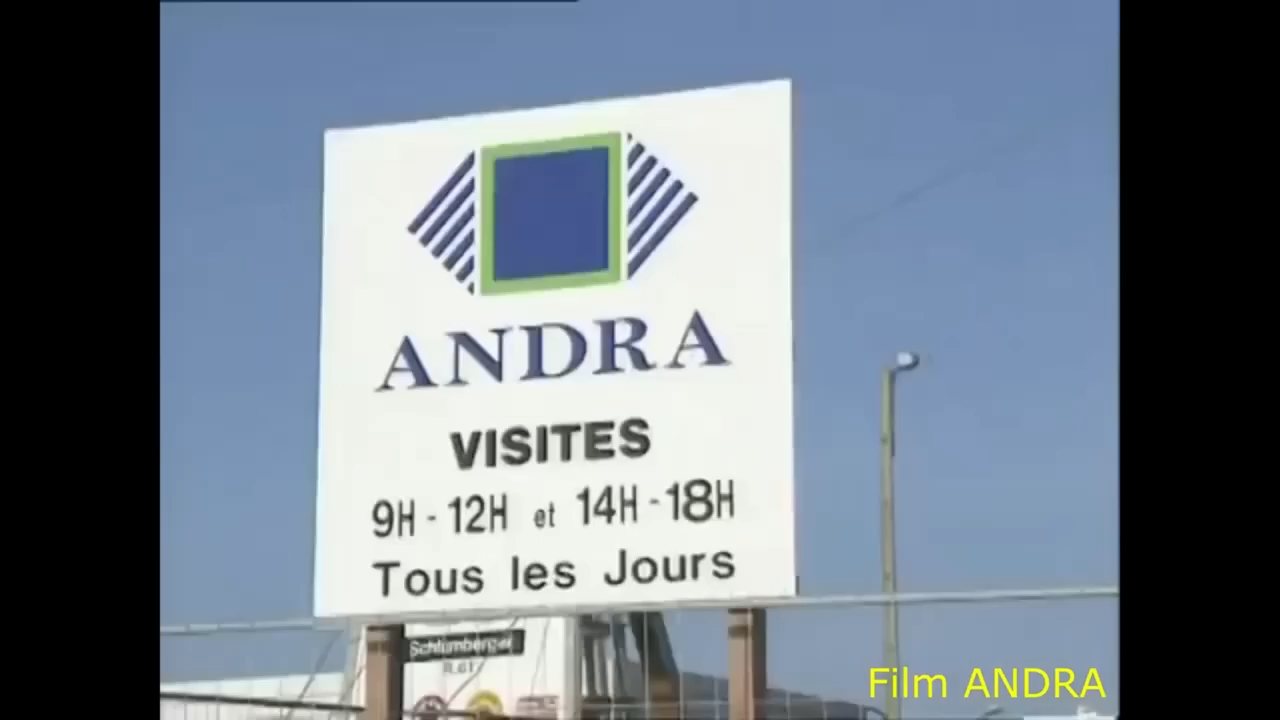 ANDRA
VISITES
9H - 12H et 14H - 18H
Tous les Jours
Schlumberger
Film ANDRA